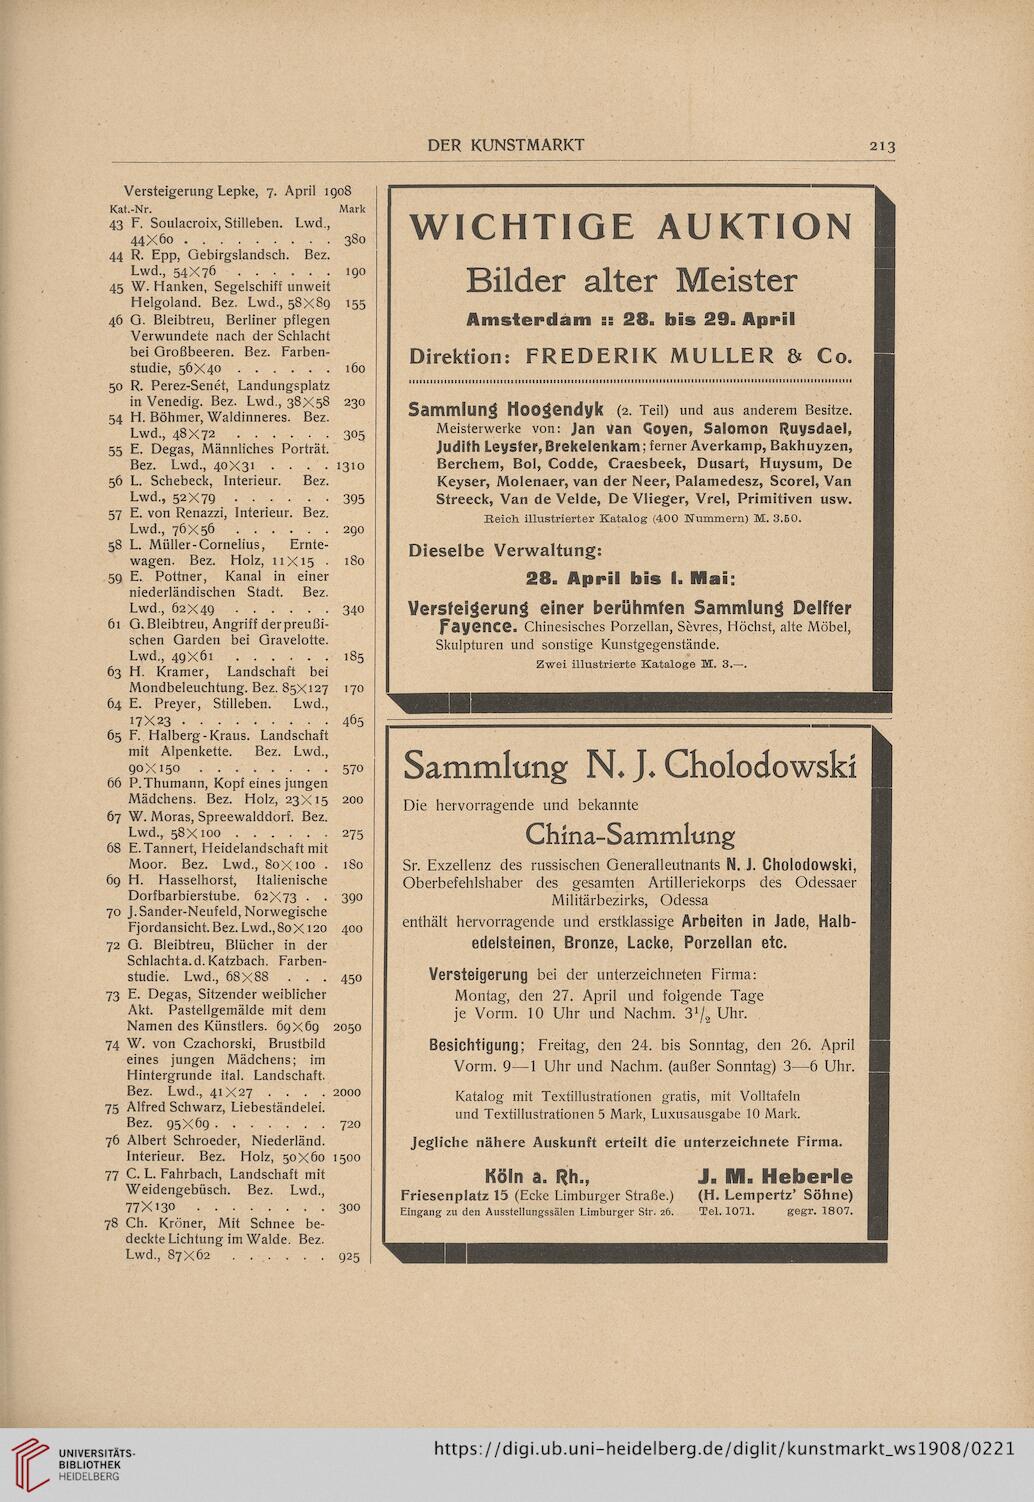 DER KUNSTMARKT
213
Versteigerung Lepke, 7. April 1908
Kat.-Nr. Mark
43 F. Soulacroix, Stilleben. Lwd.,
44×60 . . . . . . . . . 380
44 R. Epp, Gebirgslandsch. Bez.
Lwd., 54×76 . . . . . . 190
45 W. Hanken, Segelschiff unweit
Helgoland. Bez. Lwd., 58×89 155
46 G. Bleibtreu, Berliner pflegen
Verwundete nach der Schlacht
bei Großbeeren. Bez. Farben-
studie, 56×40 . . . . . . 160
50 R. Perez-Senét, Landungsplatz
in Venedig. Bez. Lwd., 38×58 230
54 H. Böhmer, Waldinneres. Bez.
Lwd., 48×72 . . . . . . 305
55 E. Degas, Männliches Porträt.
Bez. Lwd., 40×31 . . . . 1310
56 L. Schebeck, Interieur. Bez.
Lwd., 52×79 . . . . . . 395
57 E. von Renazzi, Interieur. Bez.
Lwd., 76×56 . . . . . . 290
58 L. Müller-Cornelius, Ernte-
wagen. Bez. Holz, 11×15 . 180
59 E. Pottner, Kanal in einer
niederländischen Stadt. Bez.
Lwd., 62×49 . . . . . . 340
61 G. Bleibtreu, Angriff der preußi-
schen Garden bei Gravelotte.
Lwd., 49×61 . . . . . . 185
63 H. Kramer, Landschaft bei
Mondbeleuchtung. Bez. 85×127 170
64 E. Preyer, Stilleben. Lwd.,
17×23 . . . . . . . . . 465
65 F. Halberg-Kraus. Landschaft
mit Alpenkette. Bez. Lwd.,
90×150 . . . . . . . . 570
66 P. Thumann, Kopf eines jungen
Mädchens. Bez. Holz, 23×15 200
67 W. Moras, Spreewalddorf. Bez.
Lwd., 58×100 . . . . . . 275
68 E. Tannert, Heidelandschaft mit
Moor. Bez. Lwd., 80×100 . 180
69 H. Hasselhorst, Italienische
Dorfbarbierstube. 62×73 . . 390
70 J. Sander-Neufeld, Norwegische
Fjordansicht. Bez. Lwd., 80×120 400
72 G. Bleibtreu, Blücher in der
Schlacht a. d. Katzbach. Farben-
studie. Lwd., 68×88 . . . 450
73 E. Degas, Sitzender weiblicher
Akt. Pastellgemälde mit dem
Namen des Künstlers. 69×69 2050
74 W. von Czachorski, Brustbild
eines jungen Mädchens; im
Hintergrunde ital. Landschaft.
Bez. Lwd., 41×27 . . . . 2000
75 Alfred Schwarz, Liebeständelei.
Bez. 95×69 . . . . . . . 720
76 Albert Schroeder, Niederländ.
Interieur. Bez. Holz, 50×60 1500
77 C. L. Fahrbach, Landschaft mit
Weidengebüsch. Bez. Lwd.,
77×130 . . . . . . . . 300
78 Ch. Kröner, Mit Schnee be-
deckte Lichtung im Walde. Bez.
Lwd., 87×62 . . . . . . 925
WICHTIGE AUKTION
Bilder alter Meister
Amsterdam :: 28. bis 29. April
Direktion: FREDERIK MULLER & Co.
Sammlung Hoogendyk (2. Teil) und aus anderem Besitze.
Meisterwerke von: Jan van Goyen, Salomon Ruysdael,
Judith Leyster, Brekelenkam; ferner Averkamp, Bakhuyzen,
Berchem, Bol, Codde, Craesbeek, Dusart, Huysum, De
Keyser, Molenaer, van der Neer, Palamedesz, Scorel, Van
Streeck, Van de Velde, De Vlieger, Vrel, Primitiven usw.
Reich illustrierter Katalog (400 Nummern) M. 3.50.
Dieselbe Verwaltung:
28. April bis 1. Mai:
Versteigerung einer berühmten Sammlung Delfter
Fayence. Chinesisches Porzellan, Sèvres, Höchst, alte Möbel,
Skulpturen und sonstige Kunstgegenstände.
Zwei illustrierte Kataloge M. 3.—.
Sammlung N. J. Cholodowski
Die hervorragende und bekannte
China-Sammlung
Sr. Exzellenz des russischen Generalleutnants N. J. Cholodowski,
Oberbefehlshaber des gesamten Artilleriekorps des Odessaer
Militärbezirks, Odessa
enthält hervorragende und erstklassige Arbeiten in Jade, Halb-
edelsteinen, Bronze, Lacke, Porzellan etc.
Versteigerung bei der unterzeichneten Firma:
Montag, den 27. April und folgende Tage
je Vorm. 10 Uhr und Nachm. 3½ Uhr.
Besichtigung: Freitag, den 24. bis Sonntag, den 26. April
Vorm. 9—1 Uhr und Nachm. (außer Sonntag) 3—6 Uhr.
Katalog mit Textillustrationen gratis, mit Volltafeln
und Textillustrationen 5 Mark, Luxusausgabe 10 Mark.
Jegliche nähere Auskunft erteilt die unterzeichnete Firma.
Köln a. Rh., J. M. Heberle
Friesenplatz 15 (Ecke Limburger Straße.) (H. Lempertz' Söhne)
Eingang zu den Ausstellungssälen Limburger Str. 26. Tel. 1071. gegr. 1807.
UNIVERSITÄTS-
BIBLIOTHEK
HEIDELBERG
https://digi.ub.uni-heidelberg.de/diglit/kunstmarkt_ws1908/0221